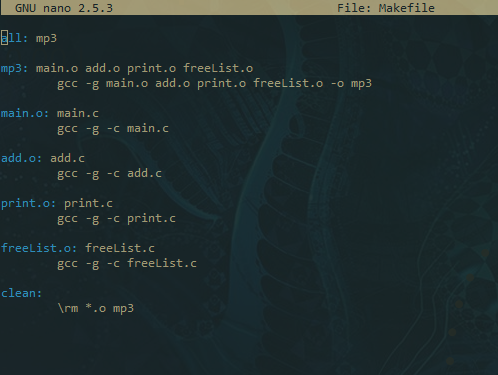 GNU nano 2.5.3 File: Makefile
all: mp3
mp3: main.o add.o print.o freeList.o
gcc -g main.o add.o print.o freeList.o -o mp3
main.o: main.c
gcc -g -c main.c
add.o: add.c
gcc -g -c add.c
print.o: print.c
gcc -g -c print.c
freeList.o: freeList.c
gcc -g -c freeList.c
clean:
\rm *.o mp3